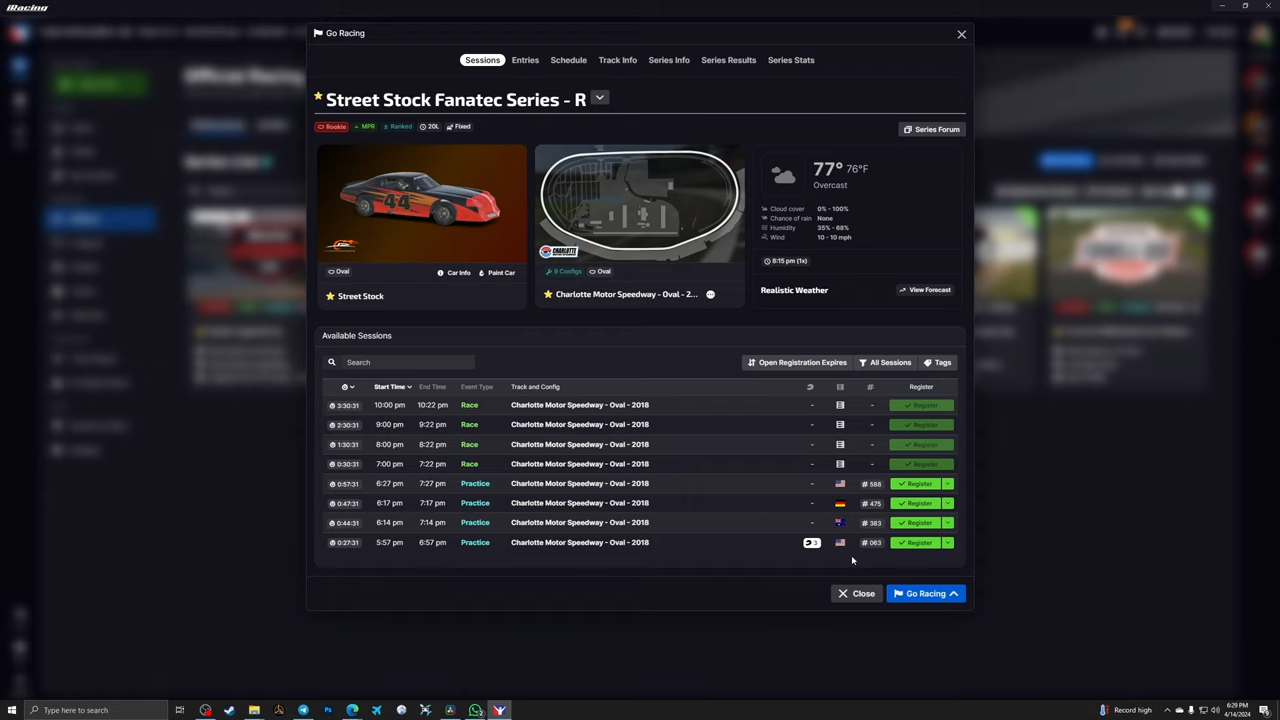 iRacing
Go Racing
Sessions Entries Schedule Track Info Series Info Series Results Series Stats
Street Stock Fanatec Series - R
Rookie MPR Ranked 20L Fixed
Series Forum
44
CHARLOTTE
77° 76°F
Overcast
Cloud cover 0% - 100%
Chance of rain None
Humidity 35% - 68%
Wind 10 - 10 mph
8:15 pm (1x)
Oval Car Info Paint Car
9 Configs Oval
Street Stock
Charlotte Motor Speedway - Oval - 2...
Realistic Weather
View Forecast
Available Sessions
Search
Open Registration Expires All Sessions Tags
Start Time End Time Event Type Track and Config # Register
3:30:31 10:00 pm 10:22 pm Race Charlotte Motor Speedway - Oval - 2018 - - Register
2:30:31 9:00 pm 9:22 pm Race Charlotte Motor Speedway - Oval - 2018 - - Register
1:30:31 8:00 pm 8:22 pm Race Charlotte Motor Speedway - Oval - 2018 - - Register
0:30:31 7:00 pm 7:22 pm Race Charlotte Motor Speedway - Oval - 2018 - - Register
0:57:31 6:27 pm 7:27 pm Practice Charlotte Motor Speedway - Oval - 2018 - # 588 Register
0:47:31 6:17 pm 7:17 pm Practice Charlotte Motor Speedway - Oval - 2018 - # 475 Register
0:44:31 6:14 pm 7:14 pm Practice Charlotte Motor Speedway - Oval - 2018 - # 383 Register
0:27:31 5:57 pm 6:57 pm Practice Charlotte Motor Speedway - Oval - 2018 3 # 063 Register
Close Go Racing
Type here to search
Record high
6:29 PM
4/14/2024